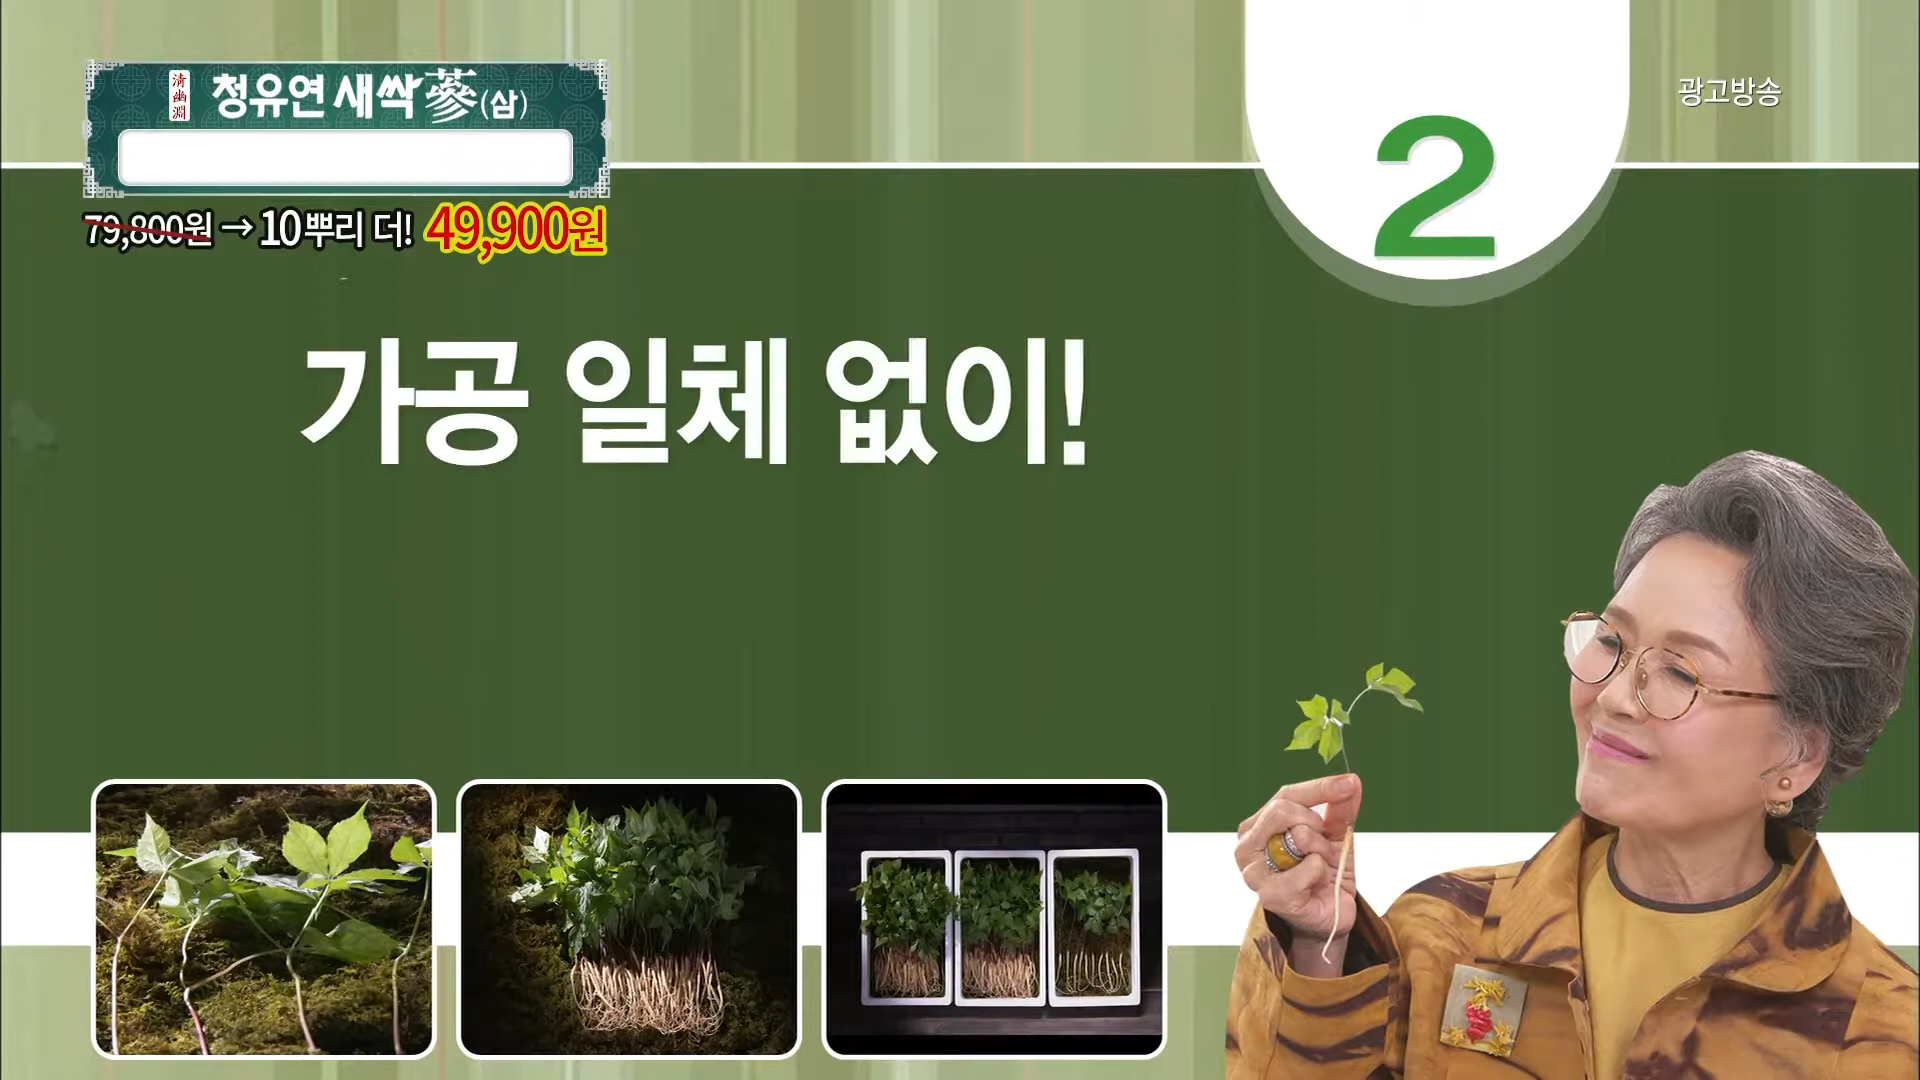 清幽淵
청유연 새싹蔘(삼)
79,800원 → 10뿌리 더! 49,900원
광고방송
2
가공 일체 없이!